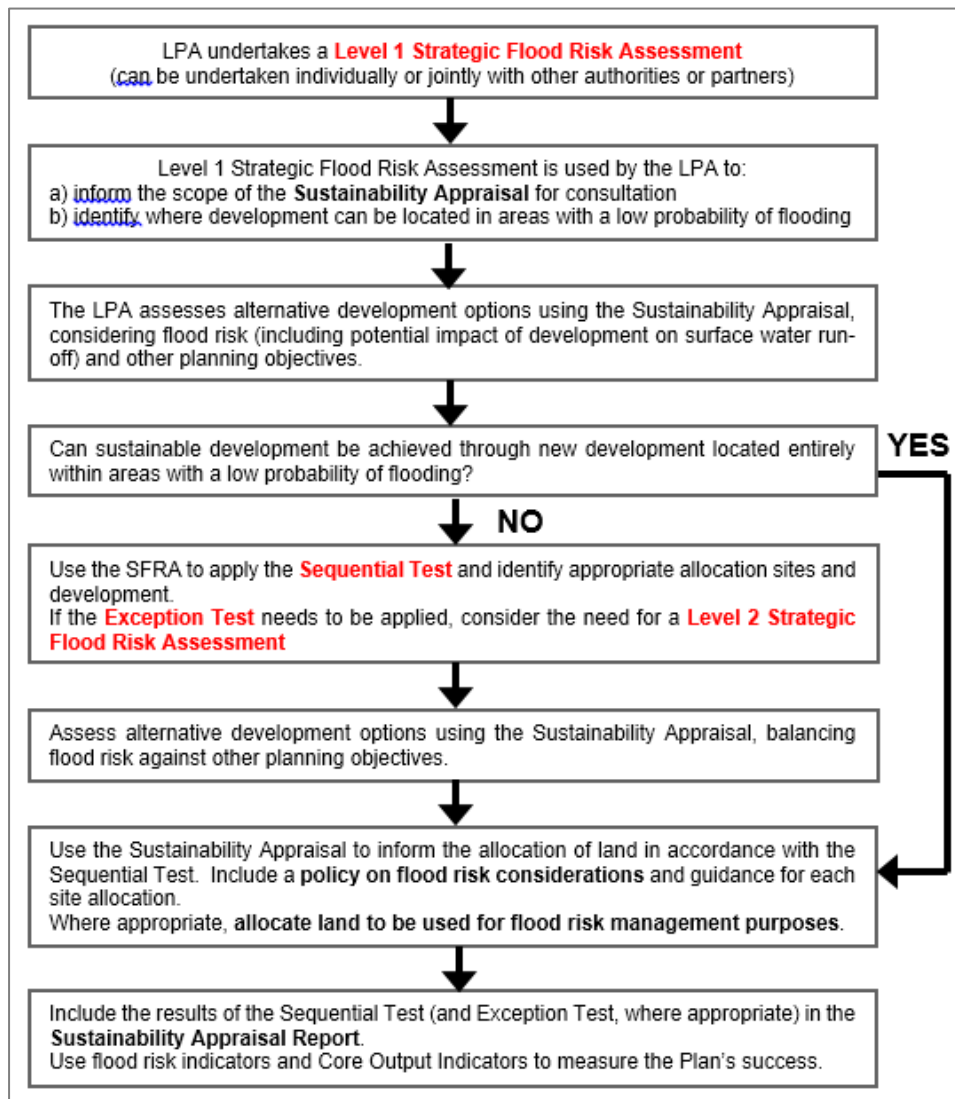 LPA undertakes a Level 1 Strategic Flood Risk Assessment
(can be undertaken individually or jointly with other authorities or partners)
Level 1 Strategic Flood Risk Assessment is used by the LPA to:
a) inform the scope of the Sustainability Appraisal for consultation
b) identify where development can be located in areas with a low probability of flooding
The LPA assesses alternative development options using the Sustainability Appraisal,
considering flood risk (including potential impact of development on surface water run-
off) and other planning objectives.
Can sustainable development be achieved through new development located entirely
within areas with a low probability of flooding?
YES
NO
Use the SFRA to apply the Sequential Test and identify appropriate allocation sites and
development.
If the Exception Test needs to be applied, consider the need for a Level 2 Strategic
Flood Risk Assessment
Assess alternative development options using the Sustainability Appraisal, balancing
flood risk against other planning objectives.
Use the Sustainability Appraisal to inform the allocation of land in accordance with the
Sequential Test. Include a policy on flood risk considerations and guidance for each
site allocation.
Where appropriate, allocate land to be used for flood risk management purposes.
Include the results of the Sequential Test (and Exception Test, where appropriate) in the
Sustainability Appraisal Report.
Use flood risk indicators and Core Output Indicators to measure the Plan's success.